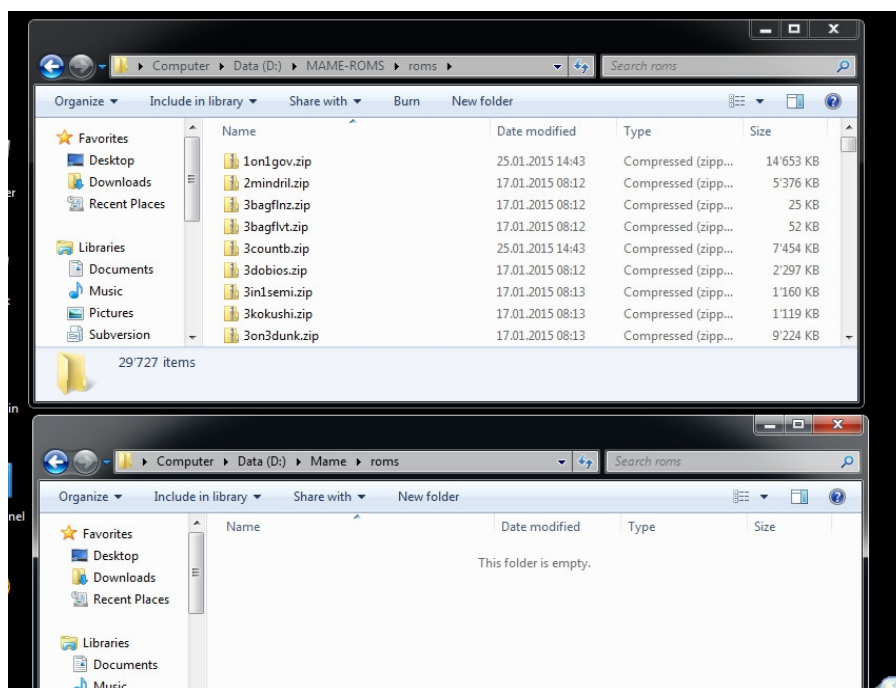 Computer ▸ Data (D:) ▸ MAME-ROMS ▸ roms ▸ Search roms
Organize Include in library Share with Burn New folder
Favorites Name Date modified Type Size
Desktop 1on1gov.zip 25.01.2015 14:43 Compressed (zipp... 14'653 KB
Downloads 2mindril.zip 17.01.2015 08:12 Compressed (zipp... 5'376 KB
Recent Places 3bagflnz.zip 17.01.2015 08:12 Compressed (zipp... 25 KB
3bagflvt.zip 17.01.2015 08:12 Compressed (zipp... 52 KB
Libraries 3countb.zip 25.01.2015 14:43 Compressed (zipp... 7'454 KB
Documents 3dobios.zip 17.01.2015 08:12 Compressed (zipp... 2'297 KB
Music 3in1semi.zip 17.01.2015 08:13 Compressed (zipp... 1'160 KB
Pictures 3kokushi.zip 17.01.2015 08:13 Compressed (zipp... 1'119 KB
Subversion 3on3dunk.zip 17.01.2015 08:13 Compressed (zipp... 9'224 KB
29'727 items
Computer ▸ Data (D:) ▸ Mame ▸ roms Search roms
Organize Include in library Share with New folder
Favorites Name Date modified Type Size
Desktop This folder is empty.
Downloads
Recent Places
Libraries
Documents
Music